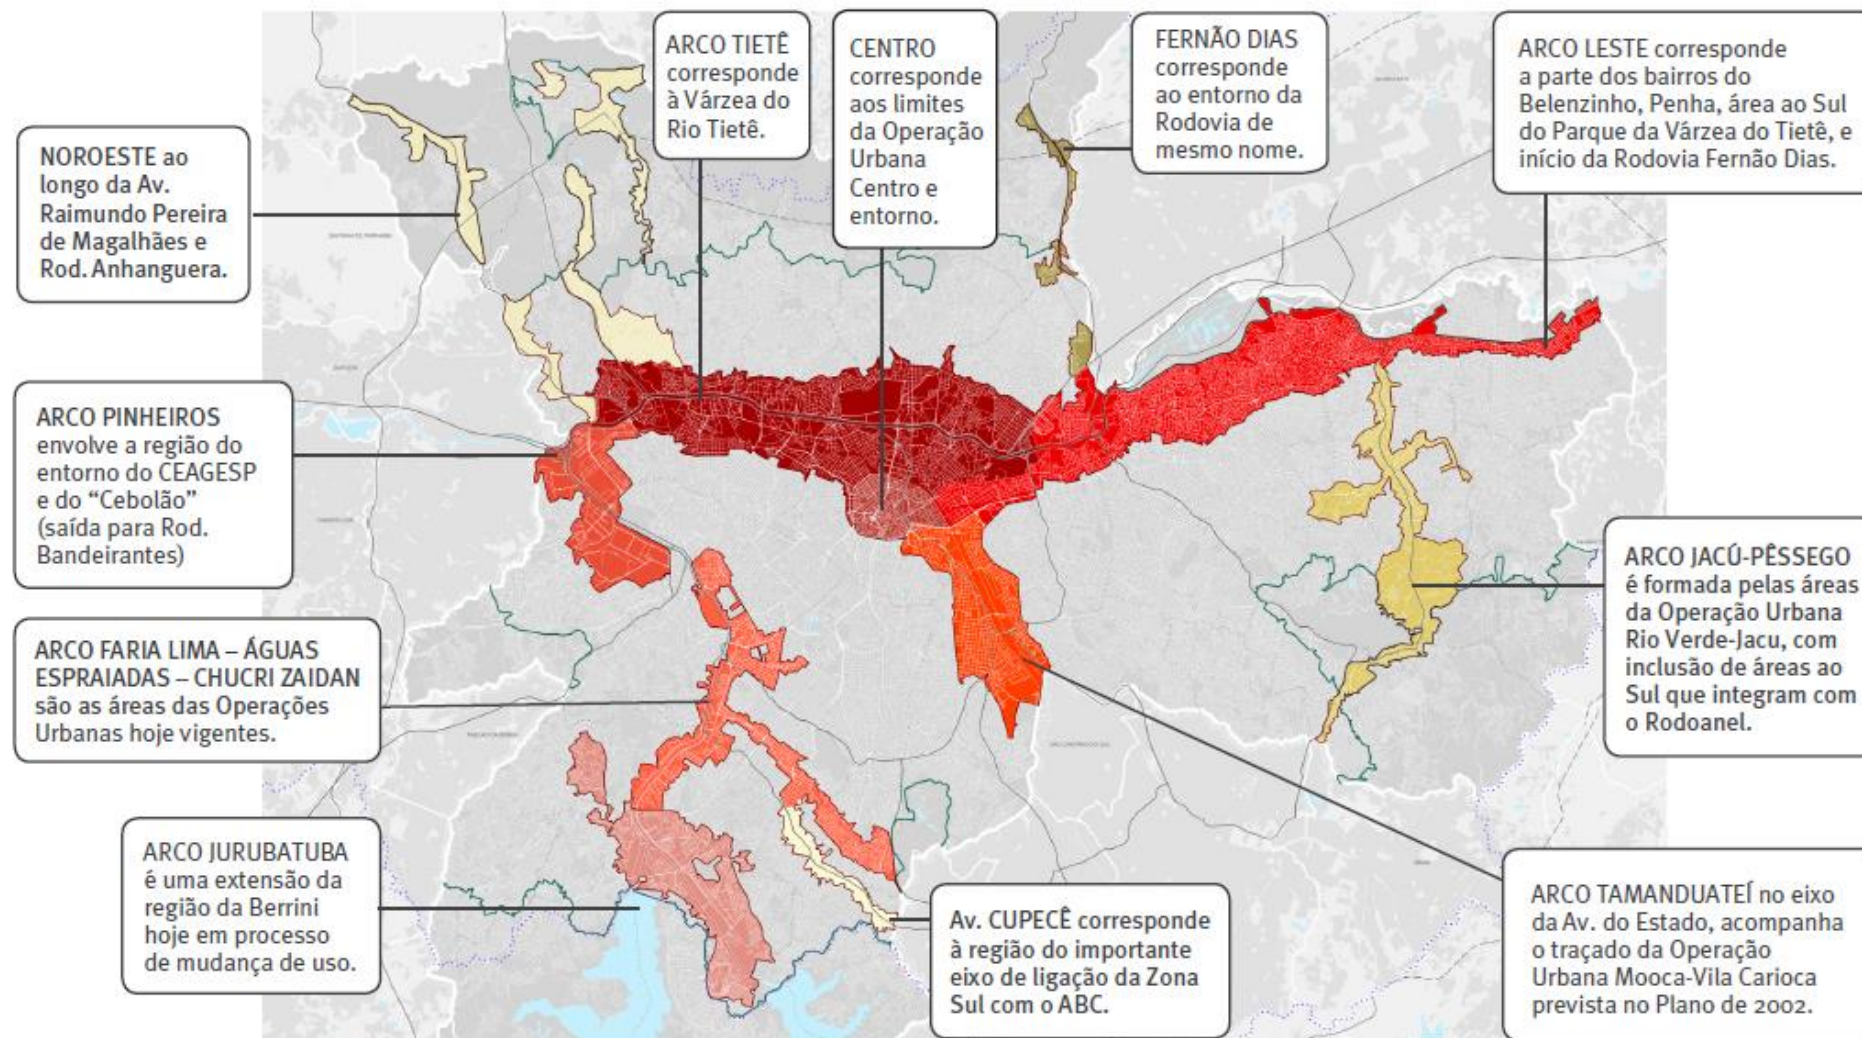 ARCO TIETÊ
corresponde
à Várzea do
Rio Tietê.
CENTRO
corresponde
aos limites
da Operação
Urbana
Centro e
entorno.
FERNÃO DIAS
corresponde
ao entorno da
Rodovia de
mesmo nome.
ARCO LESTE corresponde
a parte dos bairros do
Belenzinho, Penha, área ao Sul
do Parque da Várzea do Tietê, e
início da Rodovia Fernão Dias.
NOROESTE ao
longo da Av.
Raimundo Pereira
de Magalhães e
Rod. Anhanguera.
ARCO PINHEIROS
envolve a região do
entorno do CEAGESP
e do “Cebolão”
(saída para Rod.
Bandeirantes)
ARCO JACÚ-PÊSSEGO
é formada pelas áreas
da Operação Urbana
Rio Verde-Jacu, com
inclusão de áreas ao
Sul que integram com
o Rodoanel.
ARCO FARIA LIMA – ÁGUAS
ESPRAIADAS – CHUCRI ZAIDAN
são as áreas das Operações
Urbanas hoje vigentes.
ARCO JURUBATUBA
é uma extensão da
região da Berrini
hoje em processo
de mudança de uso.
Av. CUPECÊ corresponde
à região do importante
eixo de ligação da Zona
Sul com o ABC.
ARCO TAMANDUATEÍ no eixo
da Av. do Estado, acompanha
o traçado da Operação
Urbana Mooca-Vila Carioca
prevista no Plano de 2002.